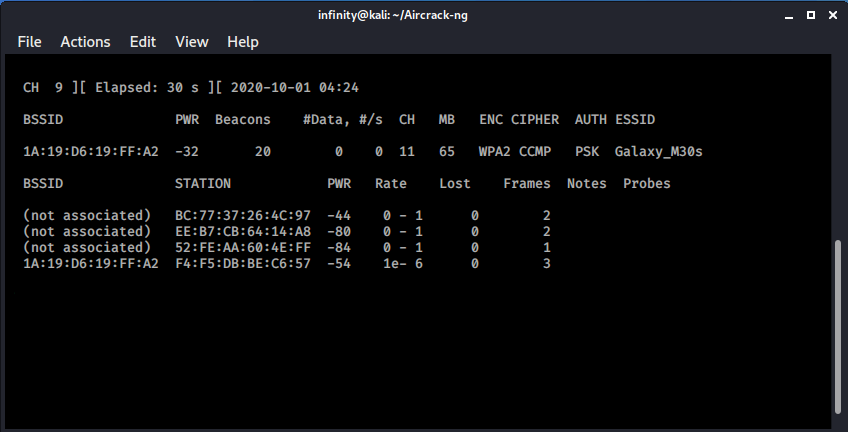 infinity@kali: ~/Aircrack-ng
File Actions Edit View Help
CH 9 ][ Elapsed: 30 s ][ 2020-10-01 04:24
BSSID PWR Beacons #Data, #/s CH MB ENC CIPHER AUTH ESSID
1A:19:D6:19:FF:A2 -32 20 0 0 11 65 WPA2 CCMP PSK Galaxy_M30s
BSSID STATION PWR Rate Lost Frames Notes Probes
(not associated) BC:77:37:26:4C:97 -44 0 - 1 0 2
(not associated) EE:B7:CB:64:14:A8 -80 0 - 1 0 2
(not associated) 52:FE:AA:60:4E:FF -84 0 - 1 0 1
1A:19:D6:19:FF:A2 F4:F5:DB:BE:C6:57 -54 1e- 6 0 3